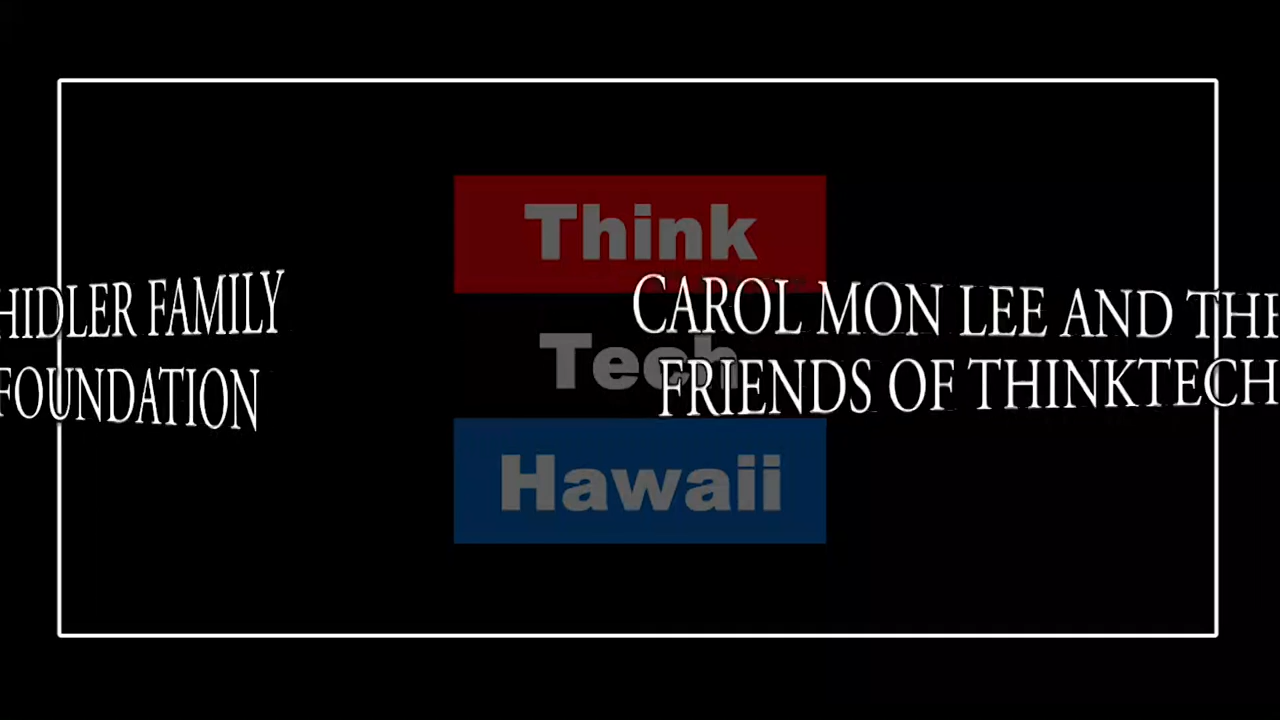 Think
Tech
Hawaii
HIDLER FAMILY
FOUNDATION
CAROL MON LEE AND THE
FRIENDS OF THINKTECH